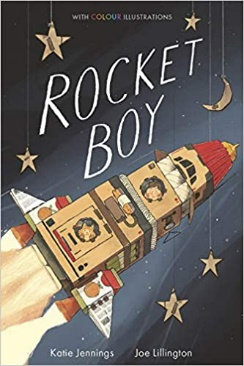 WITH COLOUR ILLUSTRATIONS
ROCKET
BOY
Katie Jennings Joe Lillington